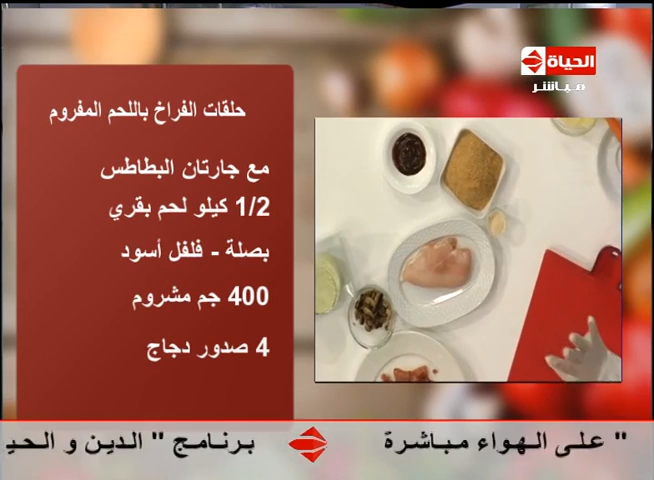 الحياة
مباشر
حلقات الفراخ باللحم المفروم
مع جارتان البطاطس
1/2 كيلو لحم بقري
بصلة - فلفل أسود
400 جم مشروم
4 صدور دجاج
" على الهواء مباشرة
برنامج " الدين و الحيا